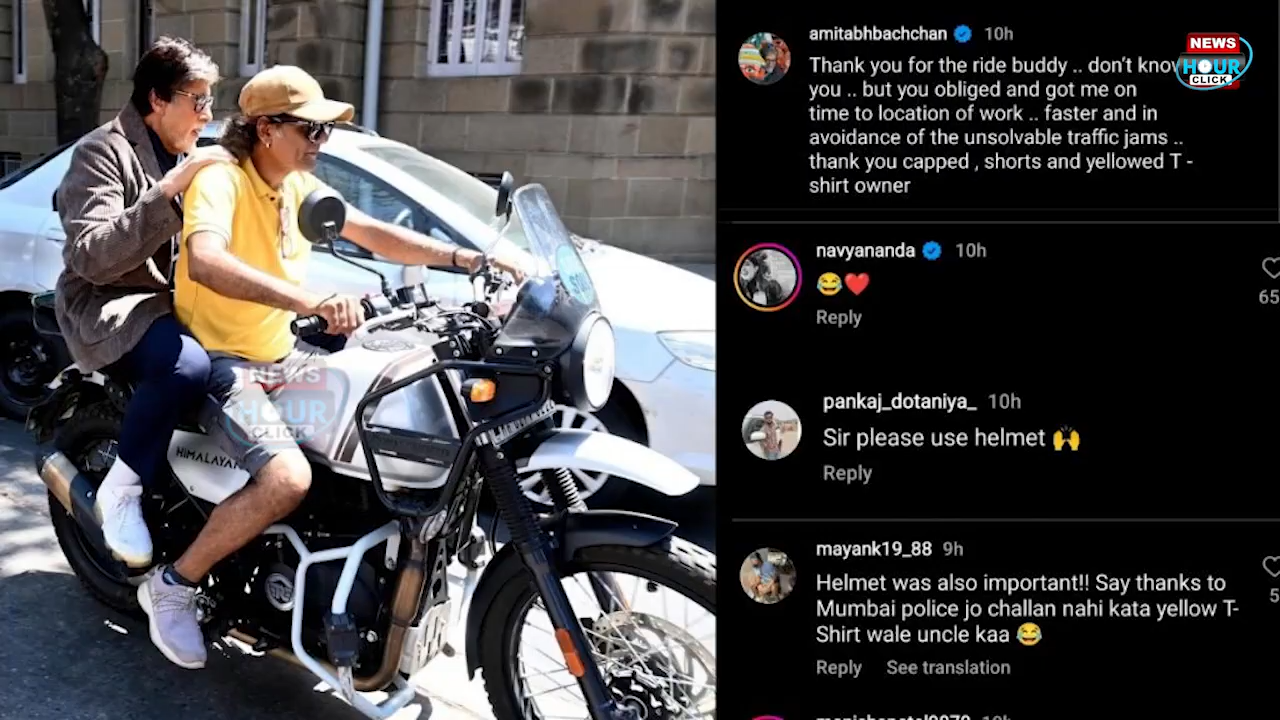 amitabhbachchan 10h
Thank you for the ride buddy .. don't know
you .. but you obliged and got me on
time to location of work .. faster and in
avoidance of the unsolvable traffic jams ..
thank you capped , shorts and yellowed T -
shirt owner
NEWS
HOUR
CLICK
navyananda 10h
😂❤️
Reply
65
pankaj_dotaniya_ 10h
Sir please use helmet 🙌
Reply
mayank19_88 9h
Helmet was also important!! Say thanks to
Mumbai police jo challan nahi kata yellow T-
Shirt wale uncle kaa 😂
5
Reply See translation
NEWS
HOUR
CLICK
HIMALAYAN